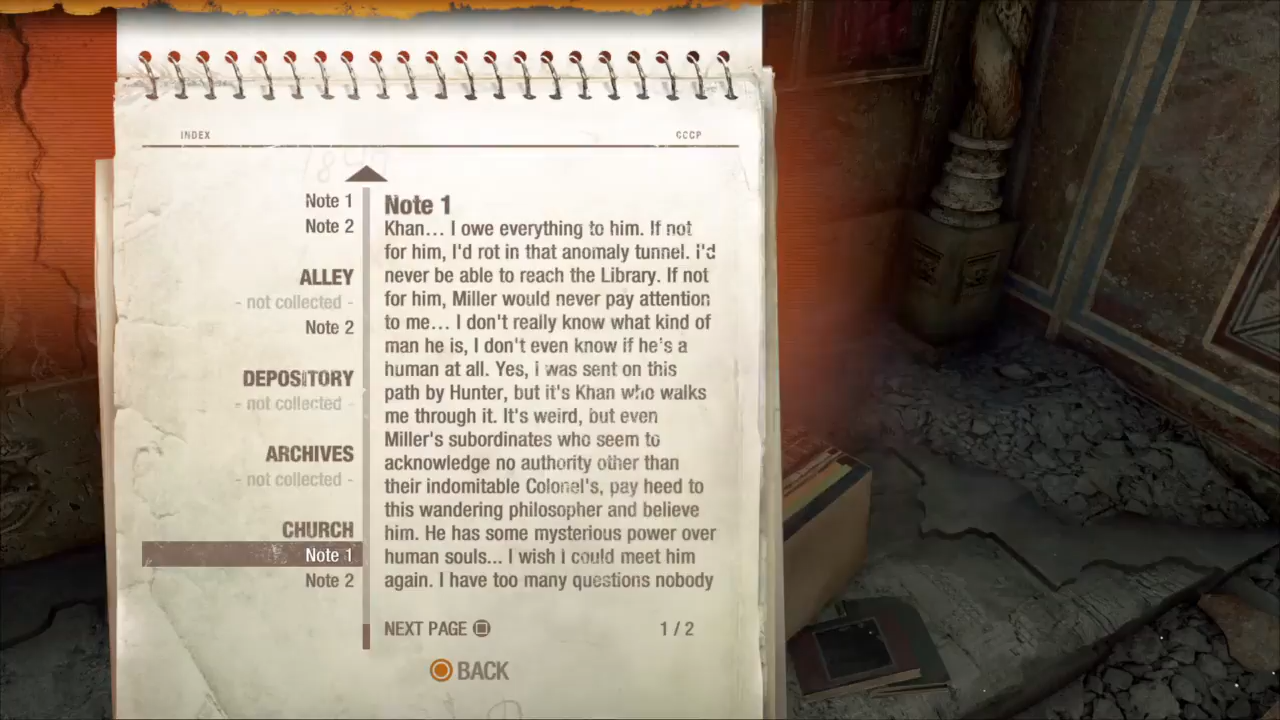 INDEX
CCCP
Note 1
Note 2
ALLEY
- not collected -
Note 2
DEPOSITORY
- not collected -
ARCHIVES
- not collected -
CHURCH
Note 1
Note 2
Note 1
Khan... I owe everything to him. If not
for him, I'd rot in that anomaly tunnel. i'd
never be able to reach the Library. If not
for him, Miller would never pay attention
to me... I don't really know what kind of
man he is, I don't even know if he's a
human at all. Yes, i was sent on this
path by Hunter, but it's Khan who walks
me through it. It's weird, but even
Miller's subordinates who seem to
acknowledge no authority other than
their indomitable Colonel's, pay heed to
this wandering philosopher and believe
him. He has some mysterious power over
human souls... I wish I could meet him
again. I have too many questions nobody
NEXT PAGE
1 / 2
BACK